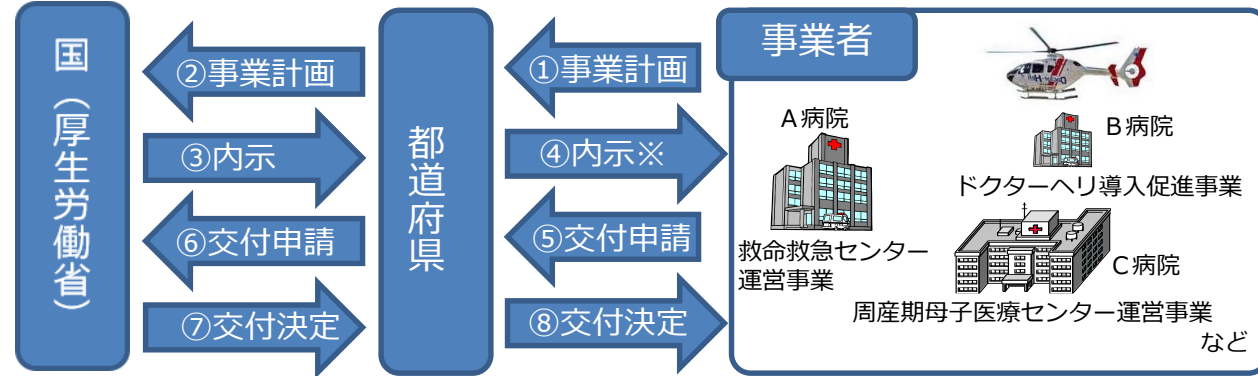 国（厚生労働省）
②事業計画
③内示
⑥交付申請
⑦交付決定
都道府県
①事業計画
④内示※
⑤交付申請
⑧交付決定
事業者
A病院
救命救急センター
運営事業
B病院
ドクターヘリ導入促進事業
C病院
周産期母子医療センター運営事業
など